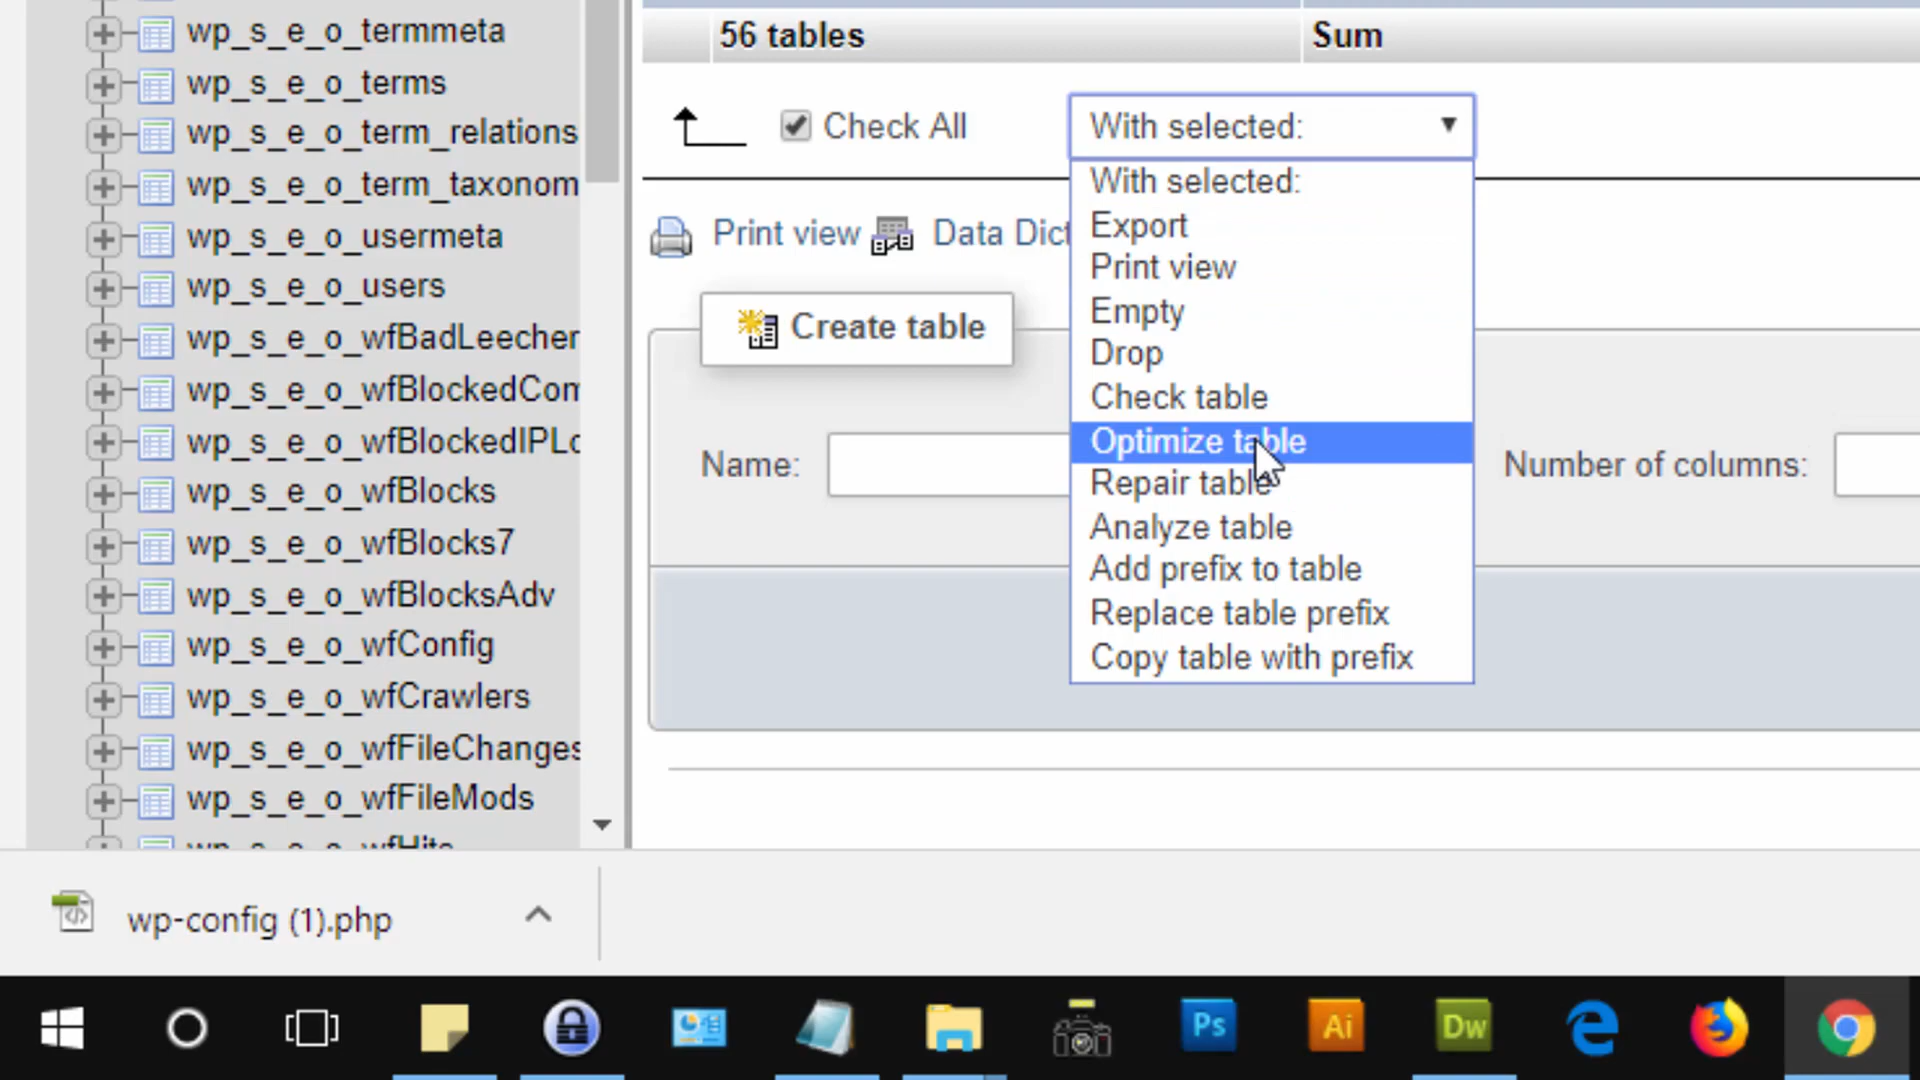 wp_s_e_o_termmeta
wp_s_e_o_terms
wp_s_e_o_term_relations
wp_s_e_o_term_taxonom
wp_s_e_o_usermeta
wp_s_e_o_users
wp_s_e_o_wfBadLeecher
wp_s_e_o_wfBlockedCom
wp_s_e_o_wfBlockedIPLo
wp_s_e_o_wfBlocks
wp_s_e_o_wfBlocks7
wp_s_e_o_wfBlocksAdv
wp_s_e_o_wfConfig
wp_s_e_o_wfCrawlers
wp_s_e_o_wfFileChanges
wp_s_e_o_wfFileMods
wp_s_e_o_wfHits
56 tables Sum
Check All With selected:
With selected:
Export
Print view
Empty
Drop
Check table
Optimize table
Repair table
Analyze table
Add prefix to table
Replace table prefix
Copy table with prefix
Print view Data Dict
Create table
Name: Number of columns:
wp-config (1).php
Ps Ai Dw